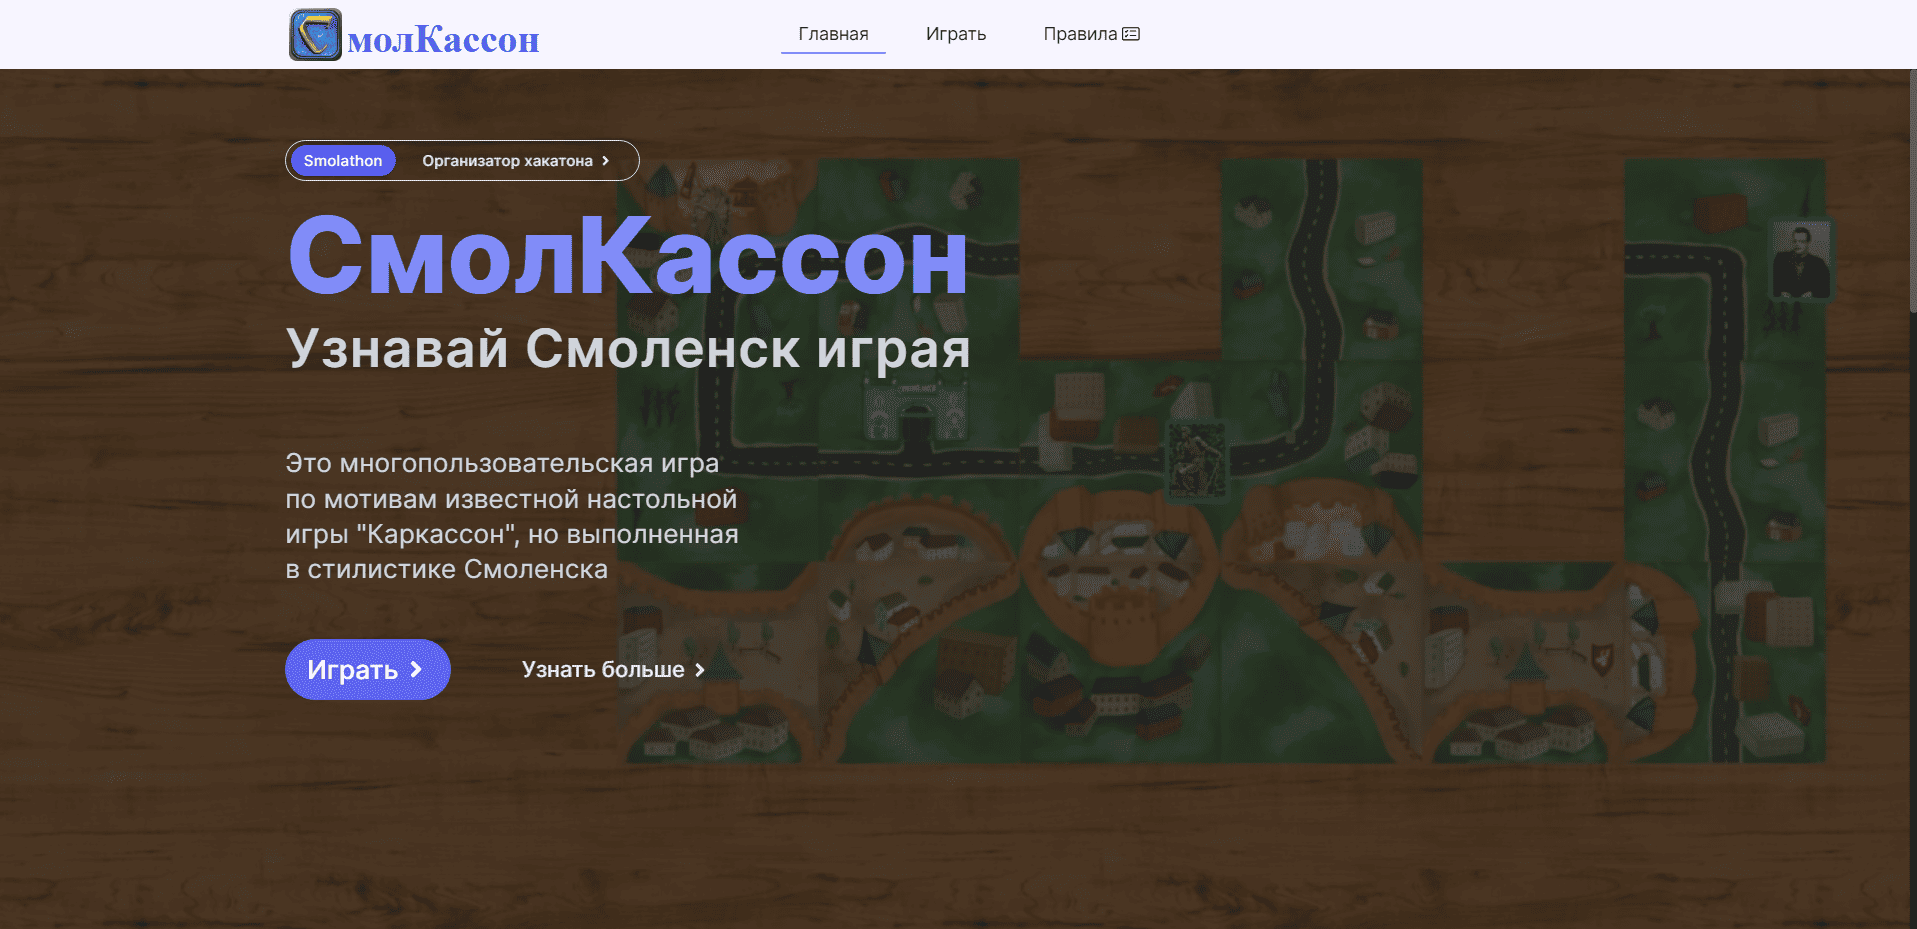 СмолКассон
Главная
Играть
Правила
Smolathon
Организатор хакатона
СмолКассон
Узнавай Смоленск играя
Это многопользовательская игра
по мотивам известной настольной
игры "Каркассон", но выполненная
в стилистике Смоленска
Играть
Узнать больше